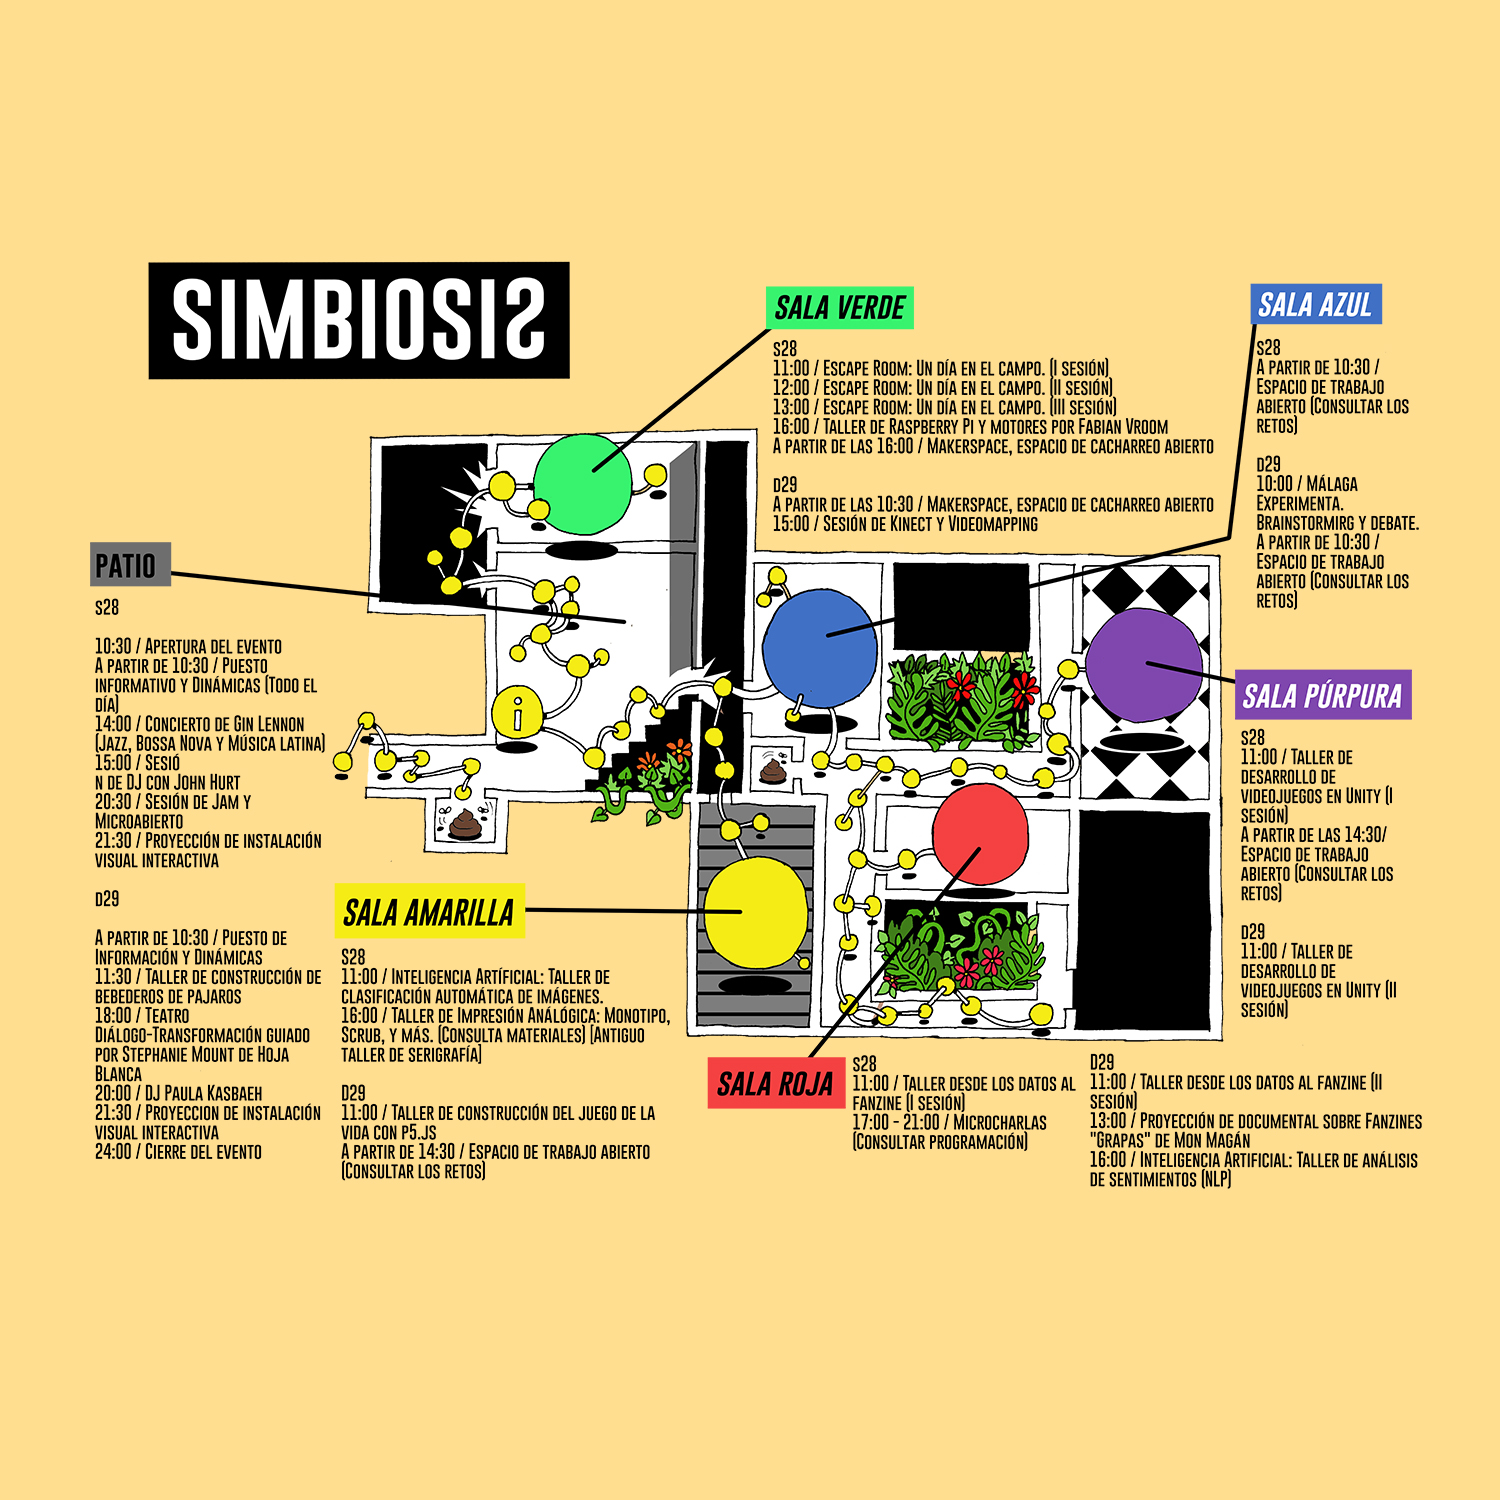 SIMBIOSIS
SALA VERDE
S28
11:00 / Escape Room: Un día en el campo. (I sesión)
12:00 / Escape Room: Un día en el campo. (II sesión)
13:00 / Escape Room: Un día en el campo. (III sesión)
16:00 / Taller de Raspberry Pi y motores por Fabian Vroom
A partir de las 16:00 / Makerspace, espacio de cacharreo abierto
D29
A partir de las 10:30 / Makerspace, espacio de cacharreo abierto
15:00 / Sesión de Kinect y Videomapping
SALA AZUL
S28
A partir de 10:30 /
Espacio de trabajo
abierto (Consultar los
retos)
D29
10:00 / Málaga
Experimenta.
Brainstormirg y debate.
A partir de 10:30 /
Espacio de trabajo
abierto (Consultar los
retos)
PATIO
S28
10:30 / Apertura del evento
A partir de 10:30 / Puesto
informativo y Dinámicas (Todo el
día)
14:00 / Concierto de Gin Lennon
(Jazz, Bossa Nova y Música latina)
15:00 / Sesió
n de DJ con John Hurt
20:30 / Sesión de Jam y
Microabierto
21:30 / Proyección de instalación
visual interactiva
D29
A partir de 10:30 / Puesto de
Información y Dinámicas
11:30 / Taller de construcción de
bebederos de pajaros
18:00 / Teatro
Diálogo-Transformación guiado
por Stephanie Mount de Hoja
Blanca
20:00 / DJ Paula Kasbaeh
21:30 / Proyeccion de instalación
visual interactiva
24:00 / Cierre del evento
i
SALA PÚRPURA
S28
11:00 / Taller de
desarrollo de
videojuegos en Unity (I
sesión)
A partir de las 14:30/
Espacio de trabajo
abierto (Consultar los
retos)
D29
11:00 / Taller de
desarrollo de
videojuegos en Unity (II
sesión)
SALA AMARILLA
S28
11:00 / Inteligencia Artíficial: Taller de
clasificación automática de imágenes.
16:00 / Taller de Impresión Análógica: Monotipo,
Scrub, y más. (Consulta materiales) [Antiguo
taller de serigrafía]
D29
11:00 / Taller de construcción del juego de la
vida con p5.js
A partir de 14:30 / Espacio de trabajo abierto
(Consultar los retos)
SALA ROJA
S28
11:00 / Taller desde los datos al
fanzine (I sesión)
17:00 - 21:00 / Microcharlas
(Consultar programación)
D29
11:00 / Taller desde los datos al fanzine (II
sesión)
13:00 / Proyección de documental sobre Fanzines
"Grapas" de Mon Magán
16:00 / Inteligencia Artificial: Taller de análisis
de sentimientos (NLP)